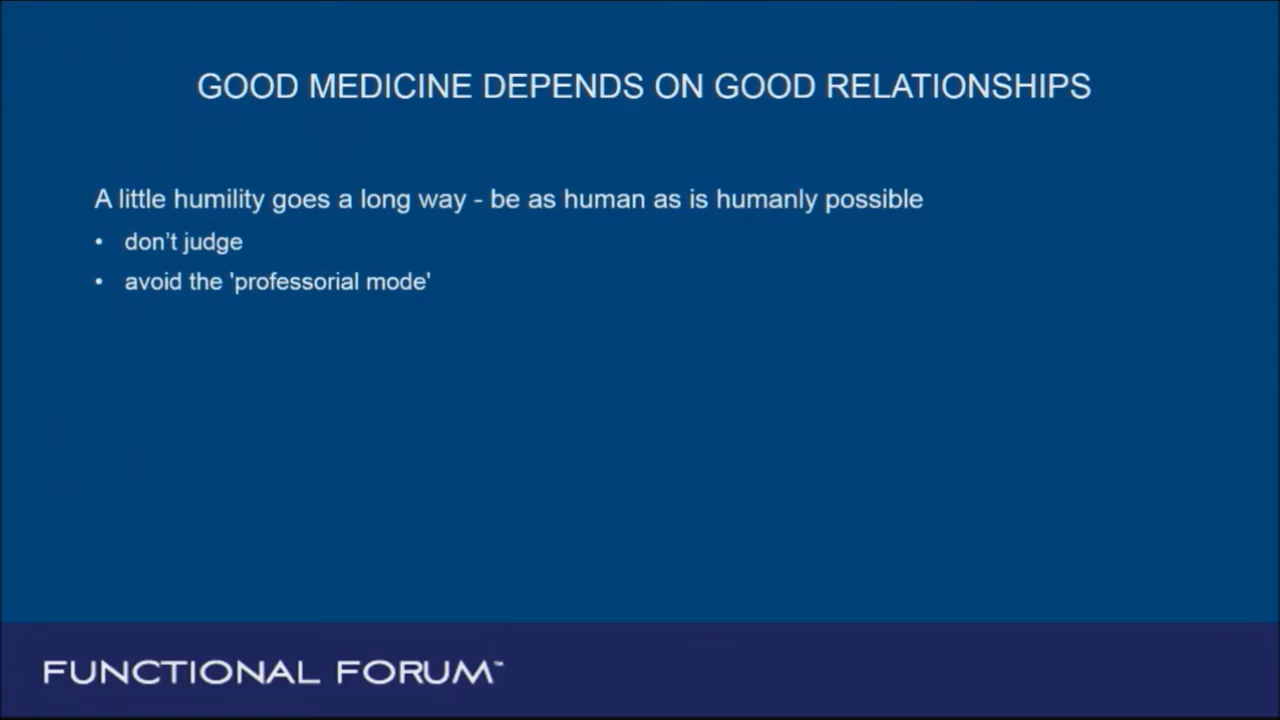 GOOD MEDICINE DEPENDS ON GOOD RELATIONSHIPS
A little humility goes a long way - be as human as is humanly possible
• don't judge
• avoid the 'professorial mode'
FUNCTIONAL FORUM™